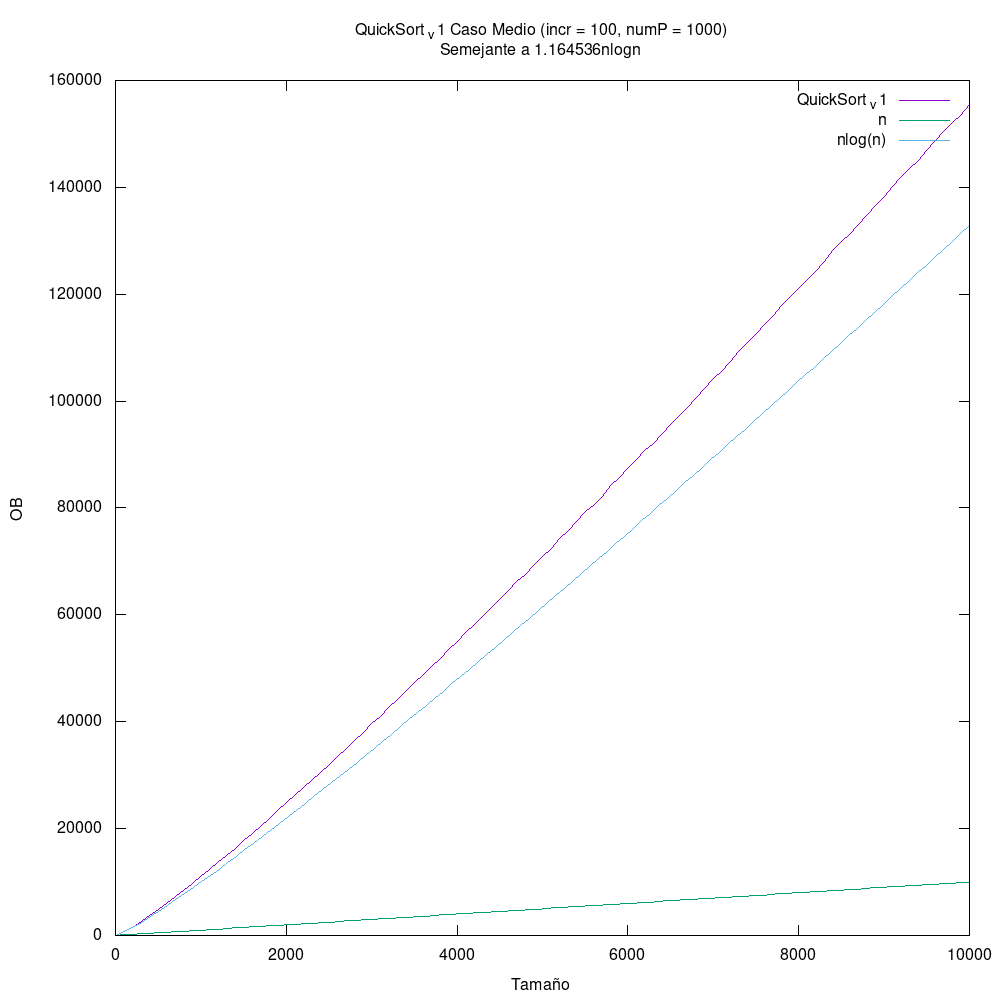 QuickSort v 1 Caso Medio (incr = 100, numP = 1000)
Semejante a 1.164536nlogn
160000
140000
120000
100000
80000
60000
40000
20000
0
OB
QuickSort v 1
n
nlog(n)
0 2000 4000 6000 8000 10000
Tamaño